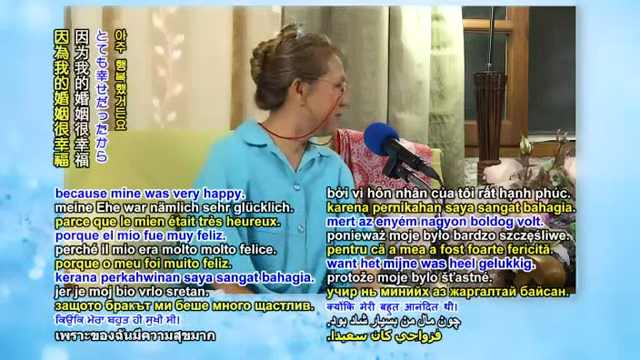 아주 행복했거든요
とても幸せだったから
因为我的婚姻很幸福
因為我的婚姻很幸福
because mine was very happy.
meine Ehe war nämlich sehr glücklich.
parce que le mien était très heureux.
porque el mío fue muy feliz.
perché il mio era molto molto felice.
porque o meu foi muito feliz.
kerana perkahwinan saya sangat bahagia.
jer je moj bio vrlo sretan.
защото бракът ми беше много щастлив.
ਕਿਉਂਕਿ ਮੇਰਾ ਬਹੁਤ ਹੀ ਸੁਖੀ ਸੀ।
เพราะของฉันมีความสุขมาก
bởi vì hôn nhân của tôi rất hạnh phúc.
karena pernikahan saya sangat bahagia.
mert az enyém nagyon boldog volt.
ponieważ moje było bardzo szczęśliwe.
pentru că a mea a fost foarte fericită.
want het mijne was heel gelukkig.
protože moje bylo šťastné.
учир нь минийх аз жаргалтай байсан.
क्योंकि मेरी बहुत आनंदित थी।
چون مال من بسیار شاد بود.
فزواجي كان سعيدا.